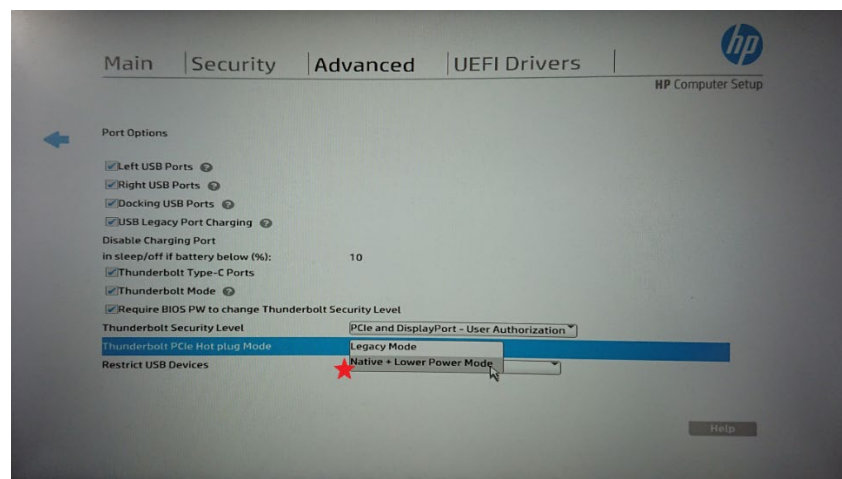 hp
Main Security Advanced UEFI Drivers
HP Computer Setup
Port Options
Left USB Ports ?
Right USB Ports ?
Docking USB Ports ?
USB Legacy Port Charging ?
Disable Charging Port
in sleep/off if battery below (%): 10
Thunderbolt Type-C Ports
Thunderbolt Mode ?
Require BIOS PW to change Thunderbolt Security Level
Thunderbolt Security Level PCIe and DisplayPort - User Authorization
Thunderbolt PCIe Hot plug Mode Legacy Mode
Native + Lower Power Mode
Restrict USB Devices
Help